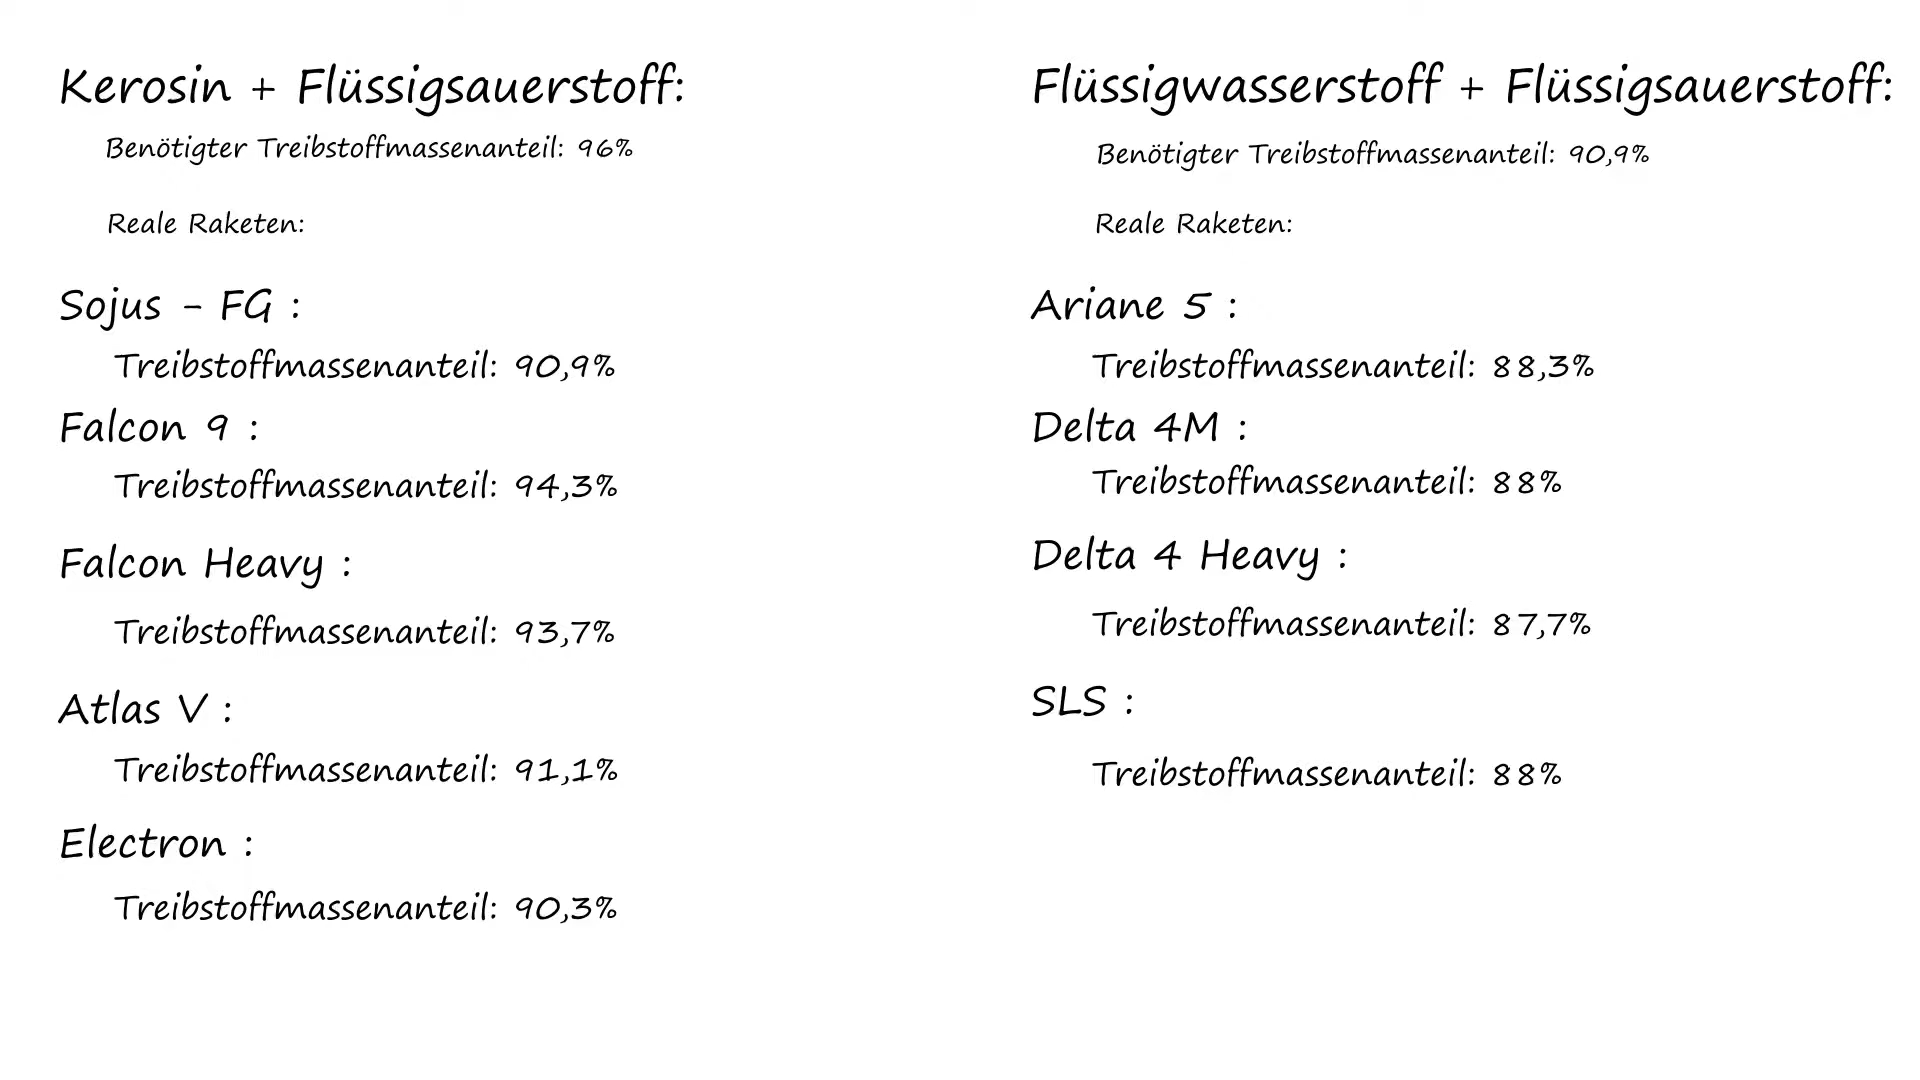 Kerosin + Flüssigsauerstoff:
Benötigter Treibstoffmassenanteil: 96%
Reale Raketen:
Sojus - FG :
Treibstoffmassenanteil: 90,9%
Falcon 9 :
Treibstoffmassenanteil: 94,3%
Falcon Heavy :
Treibstoffmassenanteil: 93,7%
Atlas V :
Treibstoffmassenanteil: 91,1%
Electron :
Treibstoffmassenanteil: 90,3%
Flüssigwasserstoff + Flüssigsauerstoff:
Benötigter Treibstoffmassenanteil: 90,9%
Reale Raketen:
Ariane 5 :
Treibstoffmassenanteil: 88,3%
Delta 4M :
Treibstoffmassenanteil: 88%
Delta 4 Heavy :
Treibstoffmassenanteil: 87,7%
SLS :
Treibstoffmassenanteil: 88%